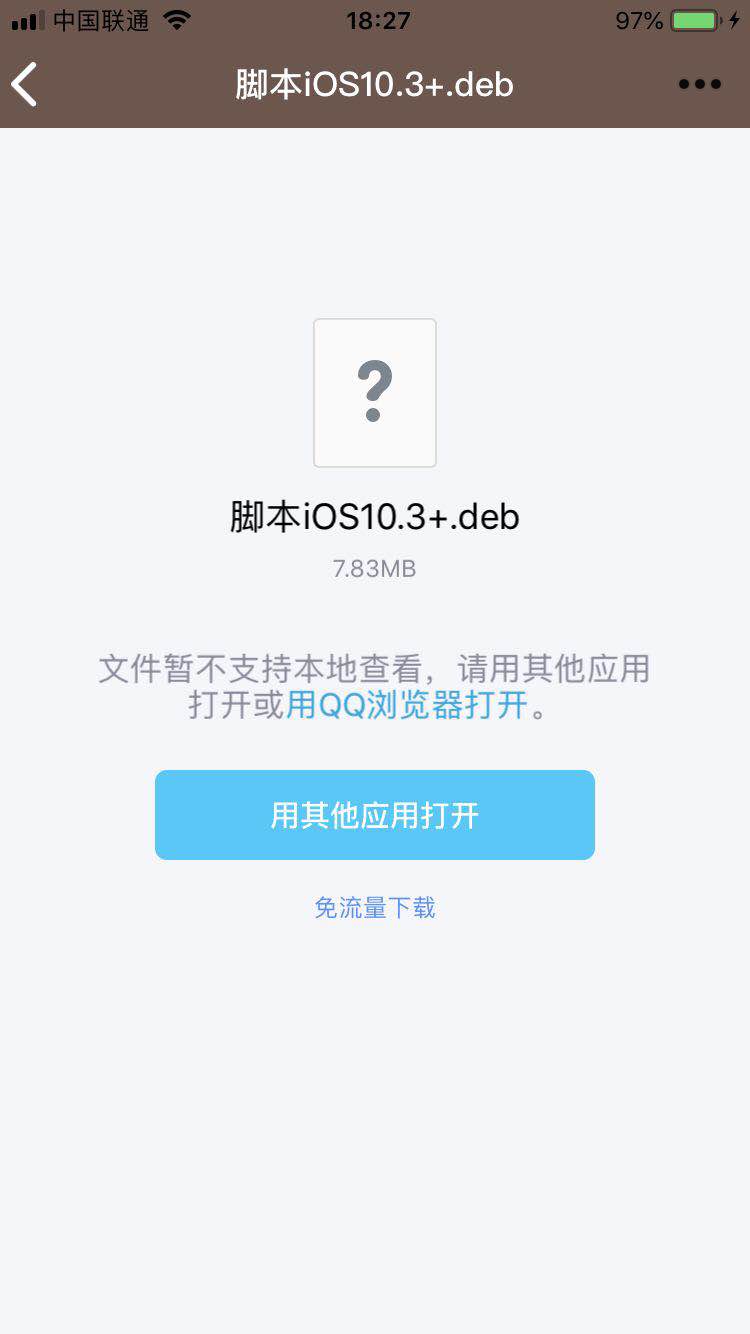 中国联通
18:27
97%
脚本iOS10.3+.deb
?
脚本iOS10.3+.deb
7.83MB
文件暂不支持本地查看，请用其他应用
打开或用QQ浏览器打开。
用其他应用打开
免流量下载